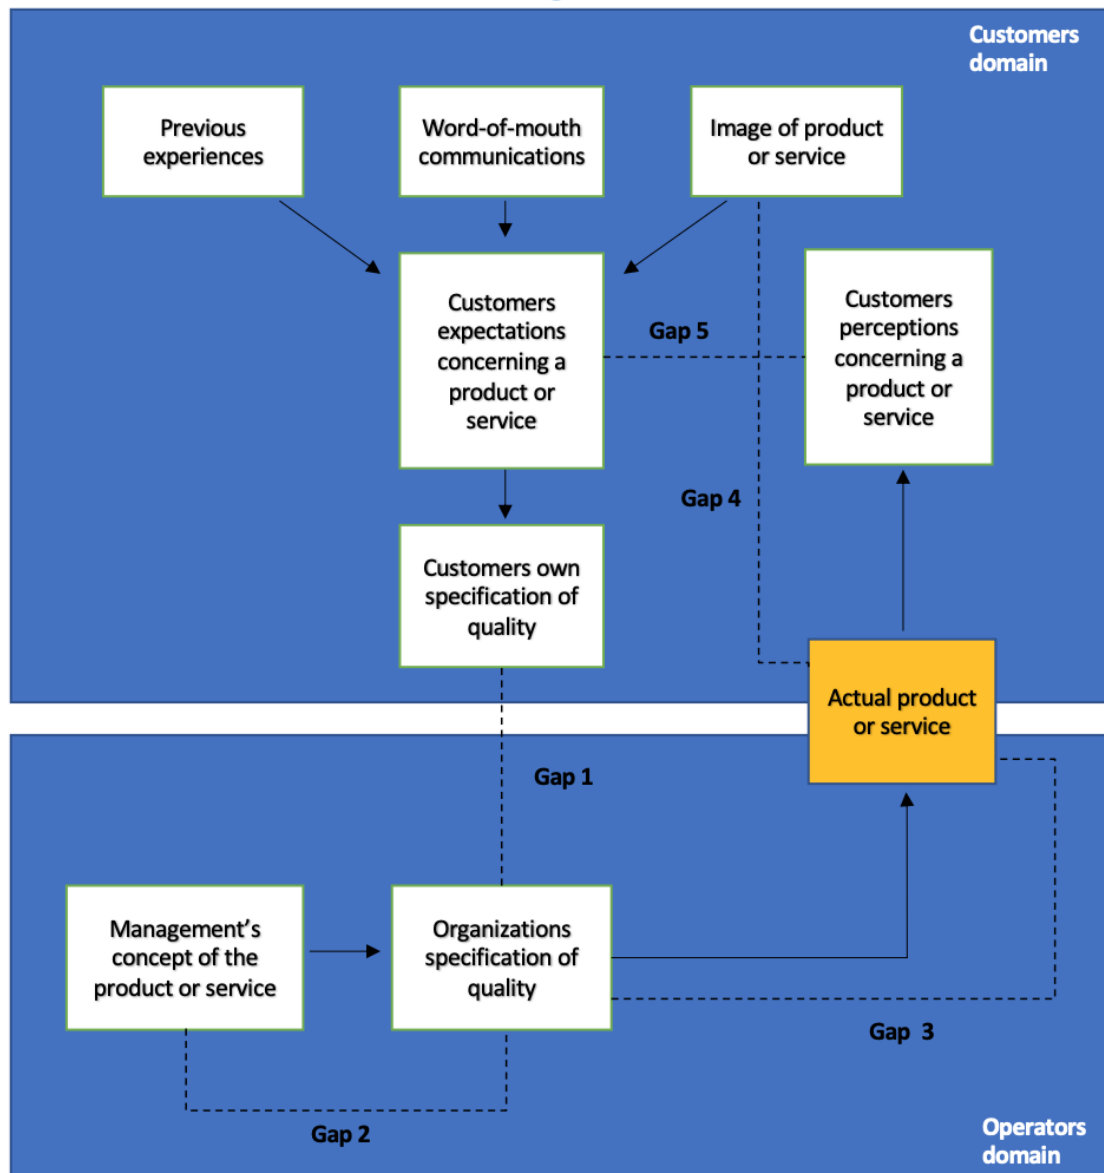 Customers
domain
Previous
experiences
Word-of-mouth
communications
Image of product
or service
Customers
expectations
concerning a
product or
service
Gap 5
Customers
perceptions
concerning a
product or
service
Gap 4
Customers own
specification of
quality
Actual product
or service
Gap 1
Management's
concept of the
product or service
Organizations
specification of
quality
Gap 3
Gap 2
Operators
domain